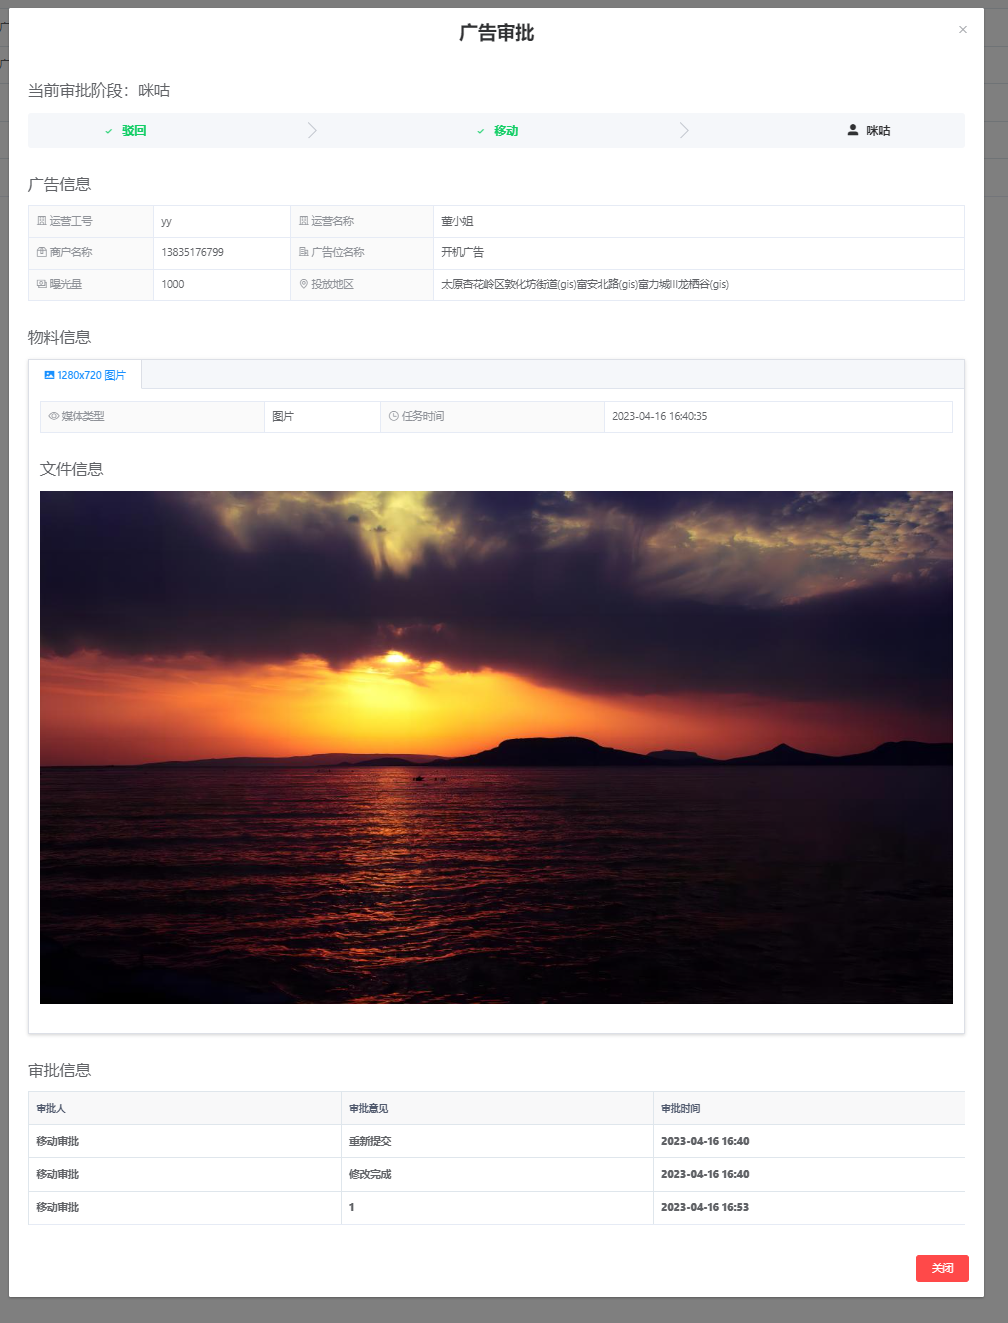 广告审批
当前审批阶段：咪咕
驳回 移动 咪咕
广告信息
运营工号 yy 运营名称 董小姐
商户名称 13835176799 广告位名称 开机广告
曝光量 1000 投放地区 太原杏花岭区敦化坊街道(gis)富安北路(gis)富力城III龙栖谷(gis)
物料信息
1280x720 图片
媒体类型 图片 任务时间 2023-04-16 16:40:35
文件信息
审批信息
审批人 审批意见 审批时间
移动审批 重新提交 2023-04-16 16:40
移动审批 修改完成 2023-04-16 16:40
移动审批 1 2023-04-16 16:53
关闭